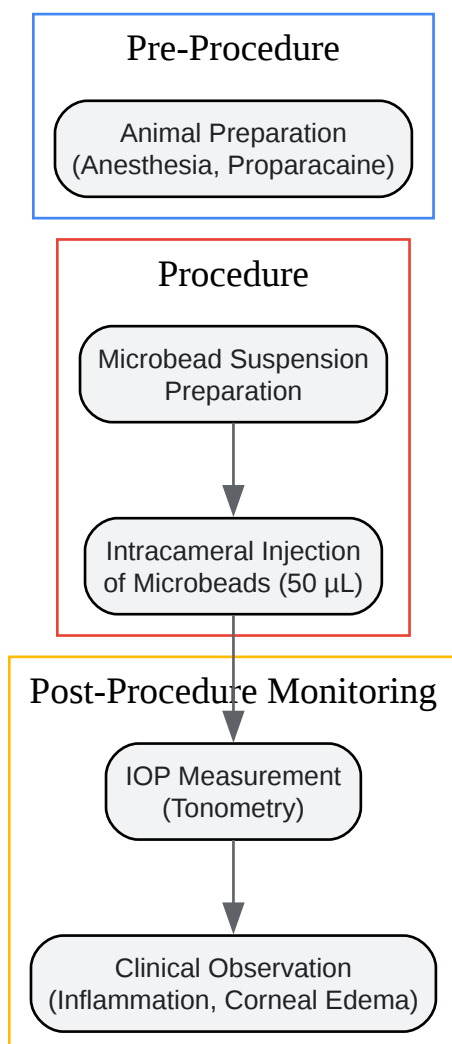 Pre-Procedure
Animal Preparation
(Anesthesia, Proparacaine)
Procedure
Microbead Suspension
Preparation
Intracameral Injection
of Microbeads (50 µL)
Post-Procedure Monitoring
IOP Measurement
(Tonometry)
Clinical Observation
(Inflammation, Corneal Edema)